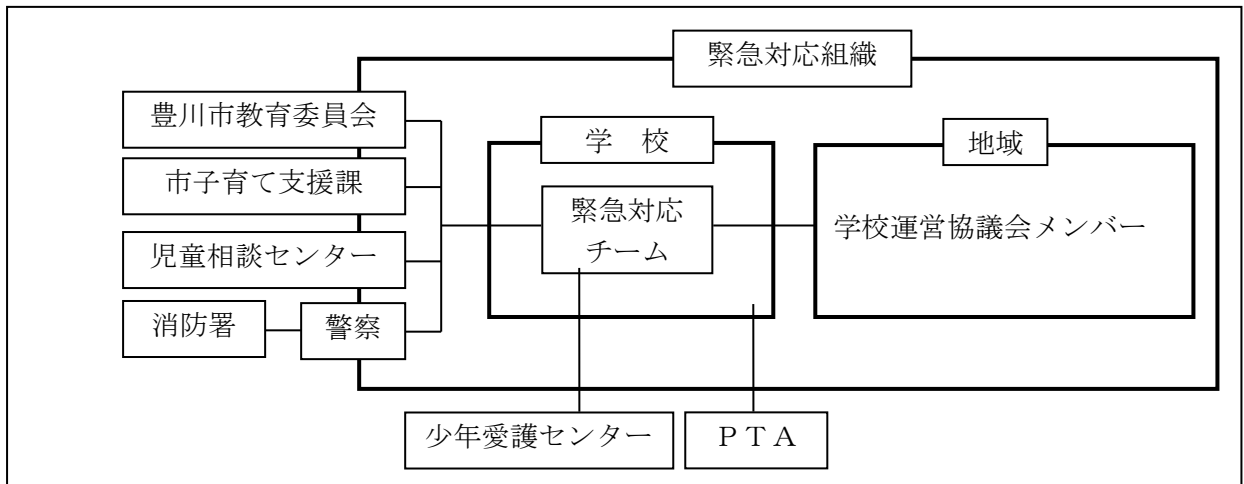 緊急対応組織
豊川市教育委員会
学　校
地域
市子育て支援課
緊急対応
チーム
学校運営協議会メンバー
児童相談センター
消防署
警察
少年愛護センター
ＰＴＡ